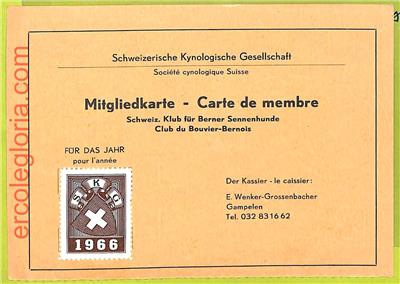 Schweizerische Kynologische Gesellschaft
Société cynologique Suisse
Mitgliedkarte - Carte de membre
Schweiz. Klub für Berner Sennenhunde
Club du Bouvier-Bernois
FÜR DAS JAHR
pour l'année
S K G
1966
Der Kassier - le caissier:
E. Wenker-Grossenbacher
Gampelen
Tel. 032 83 16 62
ercolegloria.com